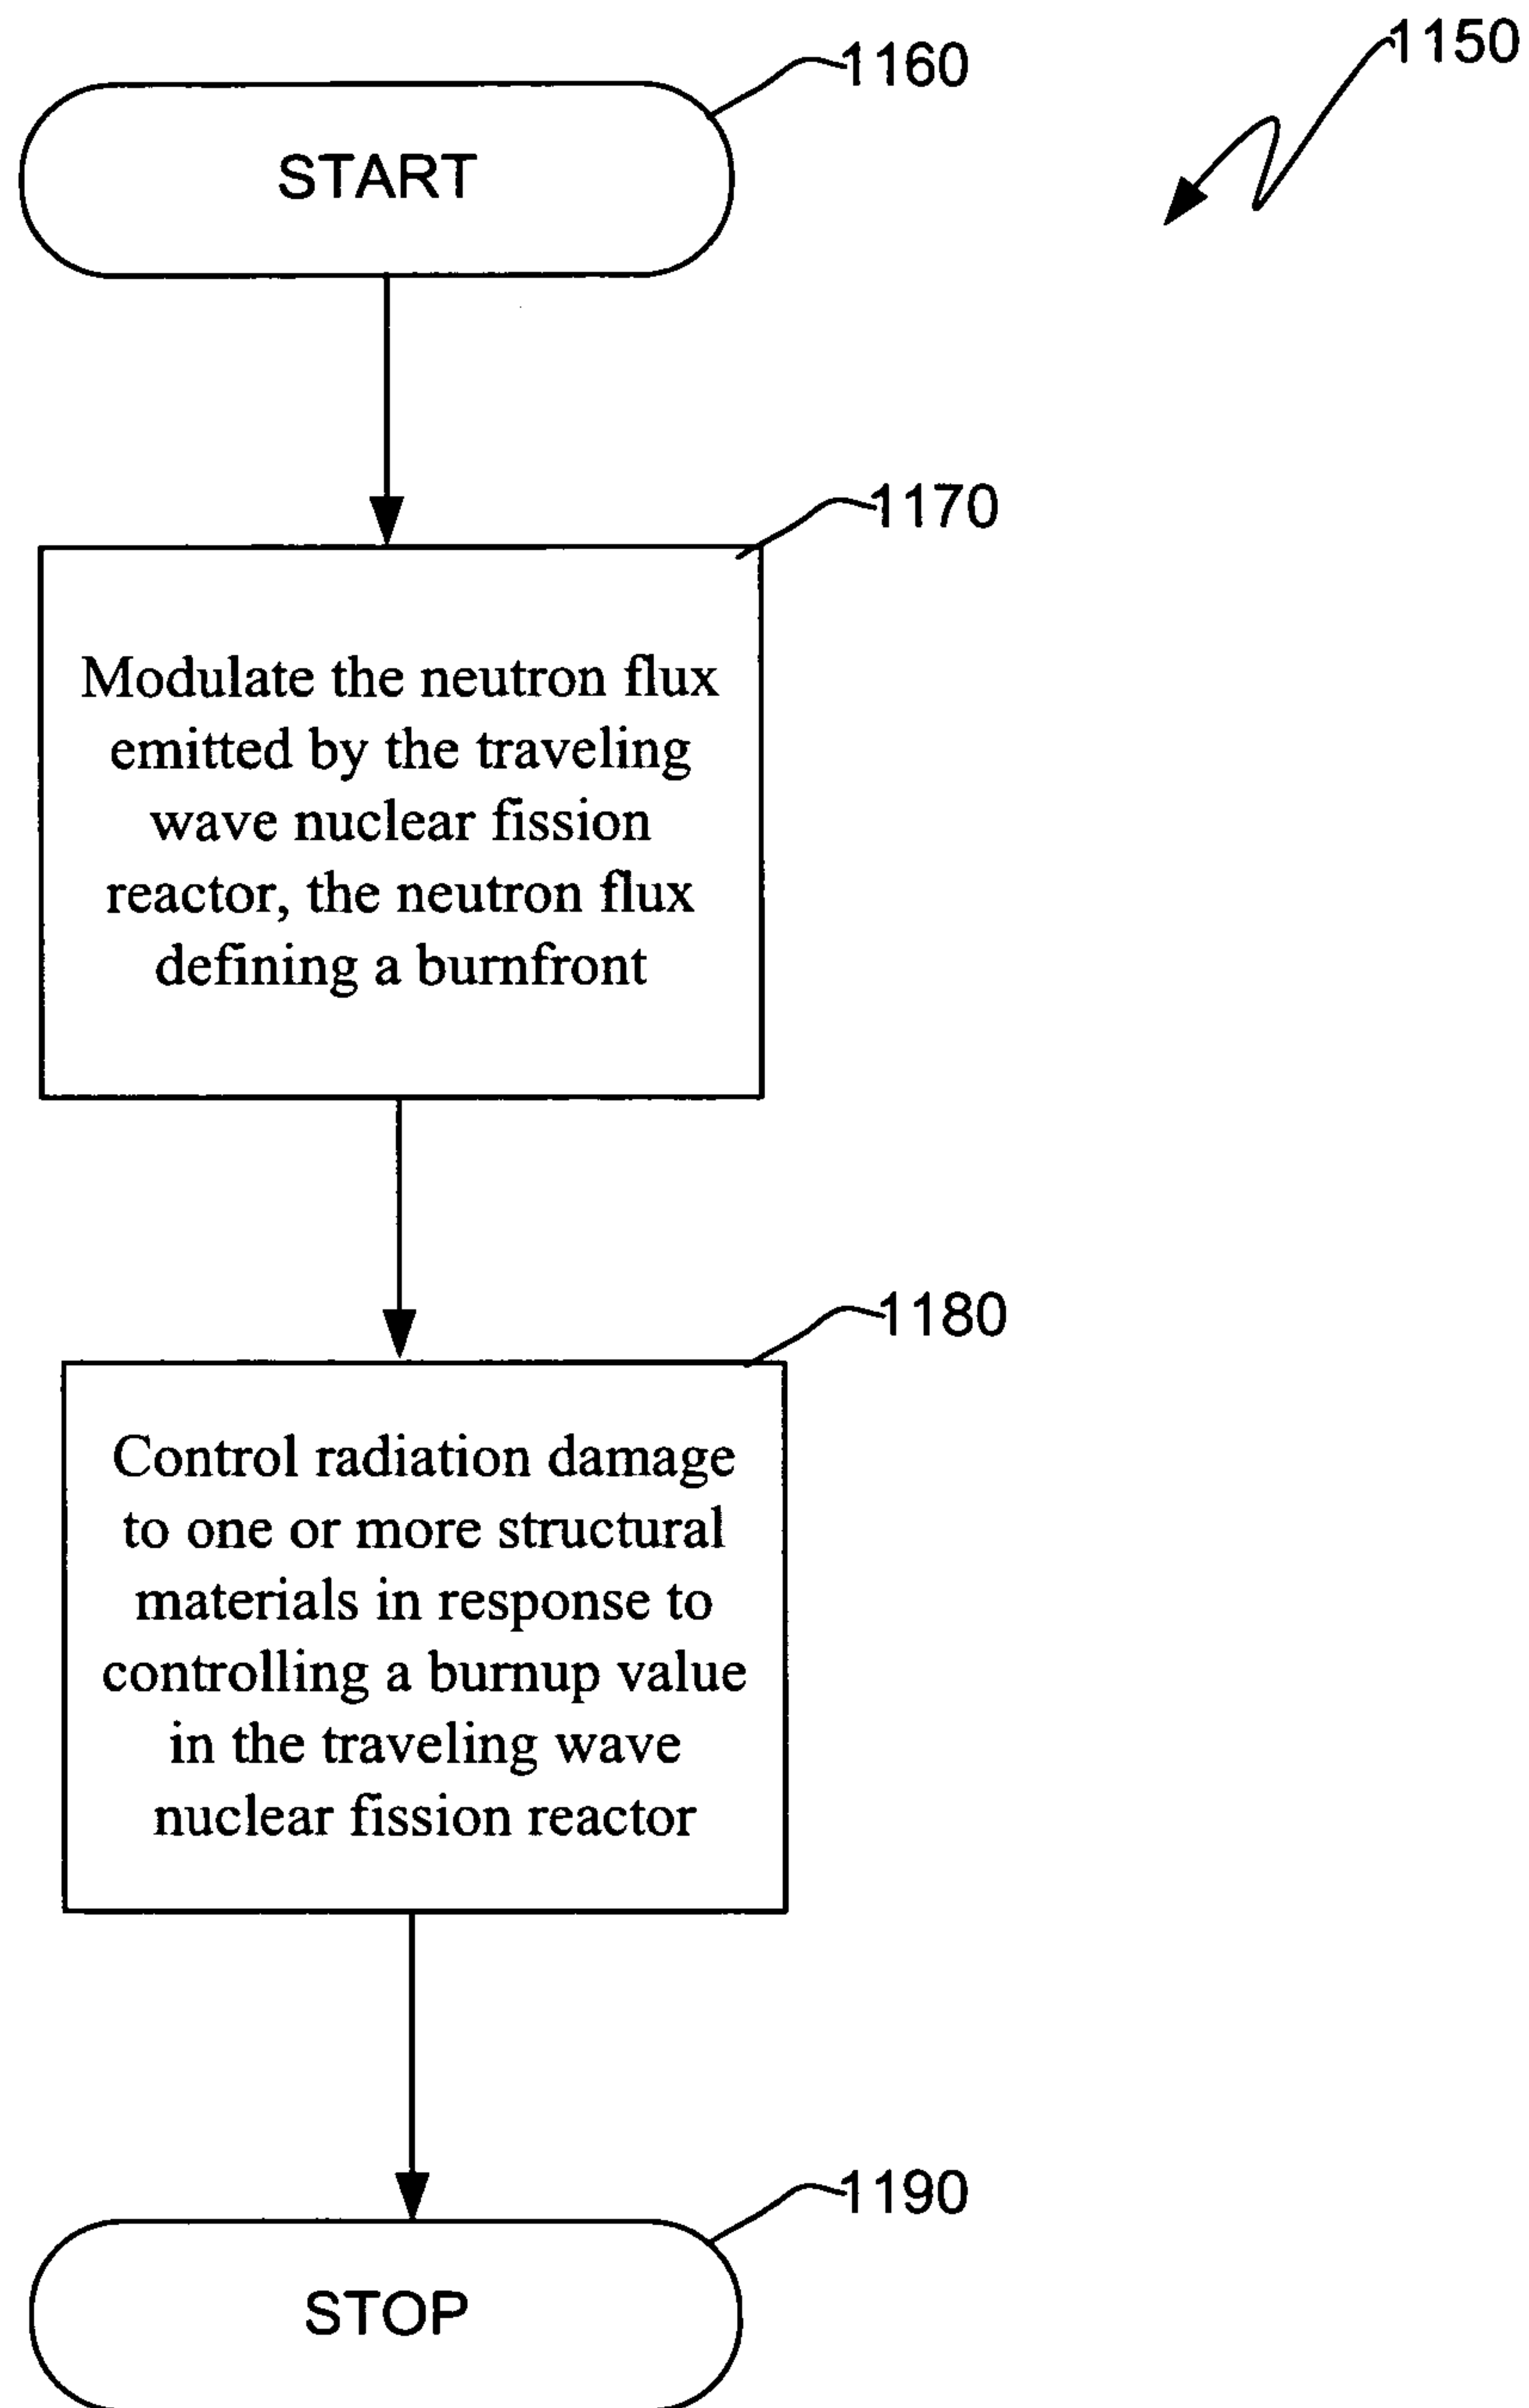 1150
1160
START
1170
Modulate the neutron flux
emitted by the traveling
wave nuclear fission
reactor, the neutron flux
defining a burnfront
1180
Control radiation damage
to one or more structural
materials in response to
controlling a burnup value
in the traveling wave
nuclear fission reactor
1190
STOP